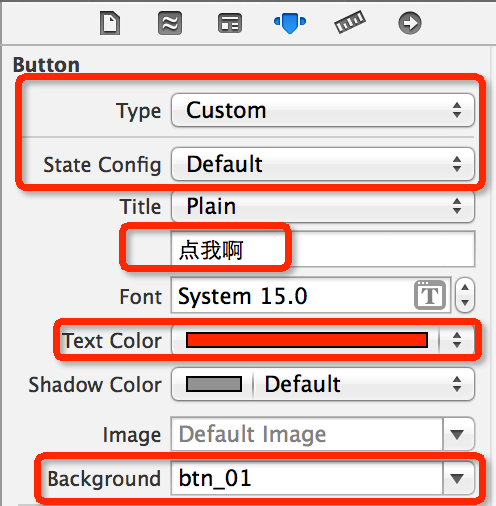 Button
Type Custom
State Config Default
Title Plain
点我啊
Font System 15.0 T
Text Color
Shadow Color Default
Image Default Image
Background btn_01